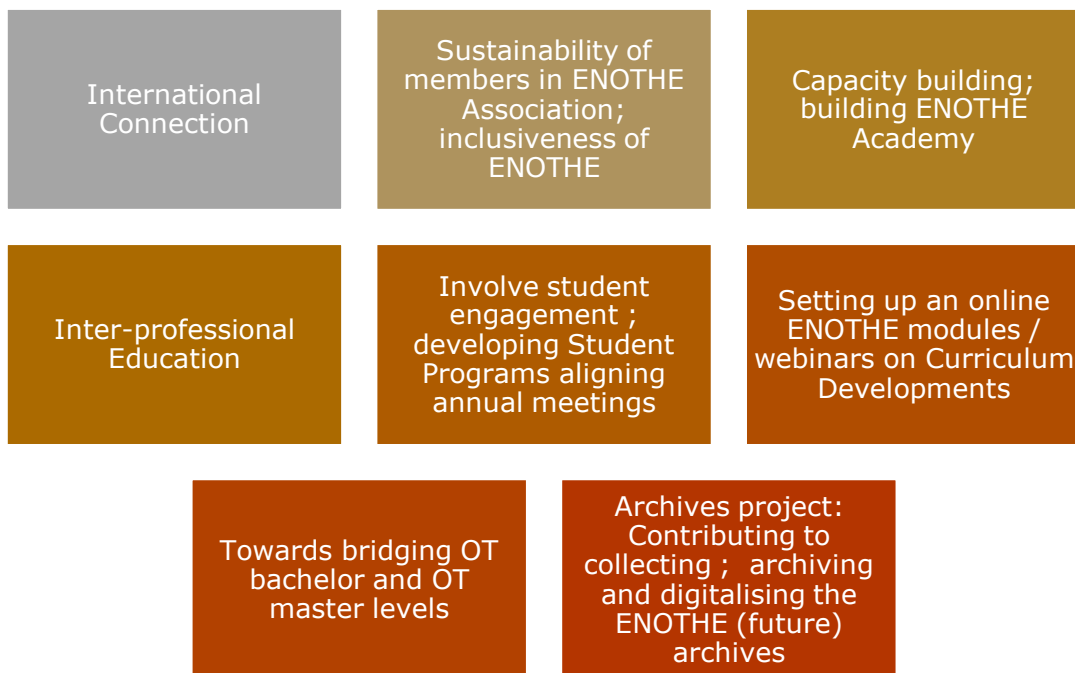 International
Connection
Sustainability of
members in ENOTHE
Association;
inclusiveness of
ENOTHE
Capacity building;
building ENOTHE
Academy
Inter-professional
Education
Involve student
engagement ;
developing Student
Programs aligning
annual meetings
Setting up an online
ENOTHE modules /
webinars on Curriculum
Developments
Towards bridging OT
bachelor and OT
master levels
Archives project:
Contributing to
collecting ; archiving
and digitalising the
ENOTHE (future)
archives